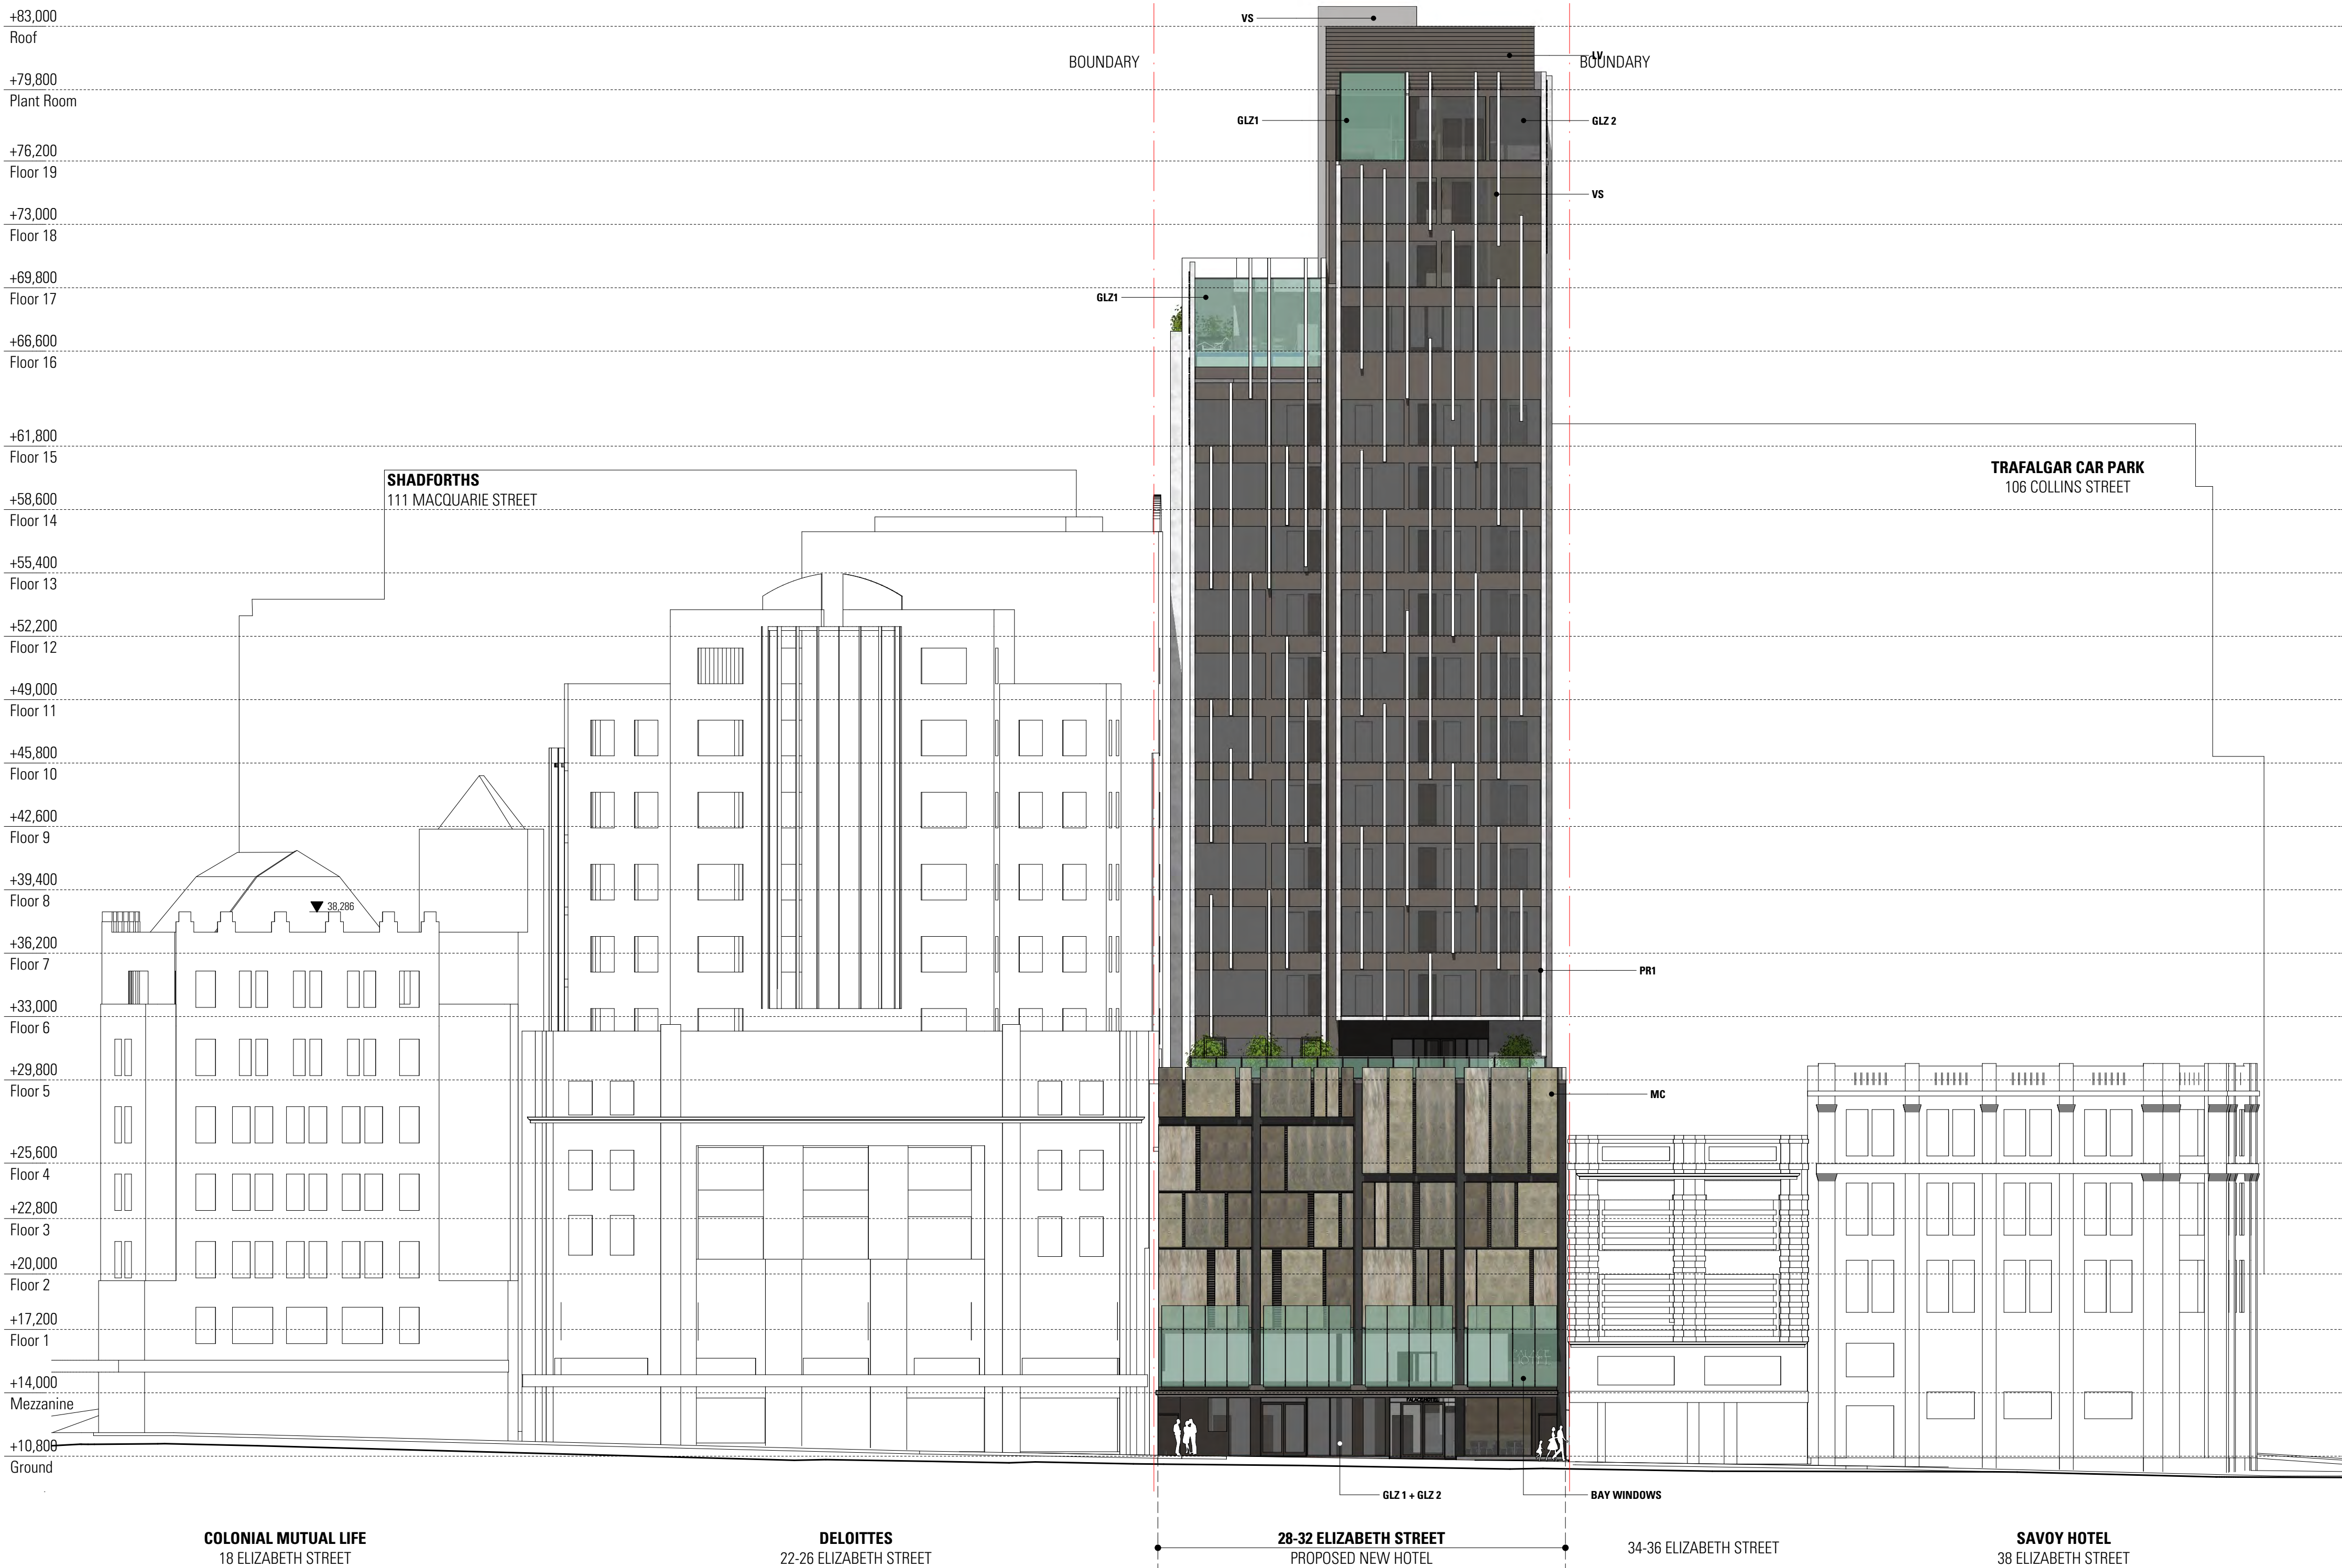 +83,000
Roof
+79,800
Plant Room
+76,200
Floor 19
+73,000
Floor 18
+69,800
Floor 17
+66,600
Floor 16
+61,800
Floor 15
+58,600
Floor 14
+55,400
Floor 13
+52,200
Floor 12
+49,000
Floor 11
+45,800
Floor 10
+42,600
Floor 9
+39,400
Floor 8
+36,200
Floor 7
+33,000
Floor 6
+29,800
Floor 5
+25,600
Floor 4
+22,800
Floor 3
+20,000
Floor 2
+17,200
Floor 1
+14,000
Mezzanine
+10,800
Ground
VS
BOUNDARY
LV
BOUNDARY
GLZ1
GLZ 2
VS
GLZ1
SHADFORTHS
111 MACQUARIE STREET
TRAFALGAR CAR PARK
106 COLLINS STREET
38,286
PR1
MC
GLZ 1 + GLZ 2
BAY WINDOWS
COLONIAL MUTUAL LIFE
18 ELIZABETH STREET
DELOITTES
22-26 ELIZABETH STREET
28-32 ELIZABETH STREET
PROPOSED NEW HOTEL
34-36 ELIZABETH STREET
SAVOY HOTEL
38 ELIZABETH STREET